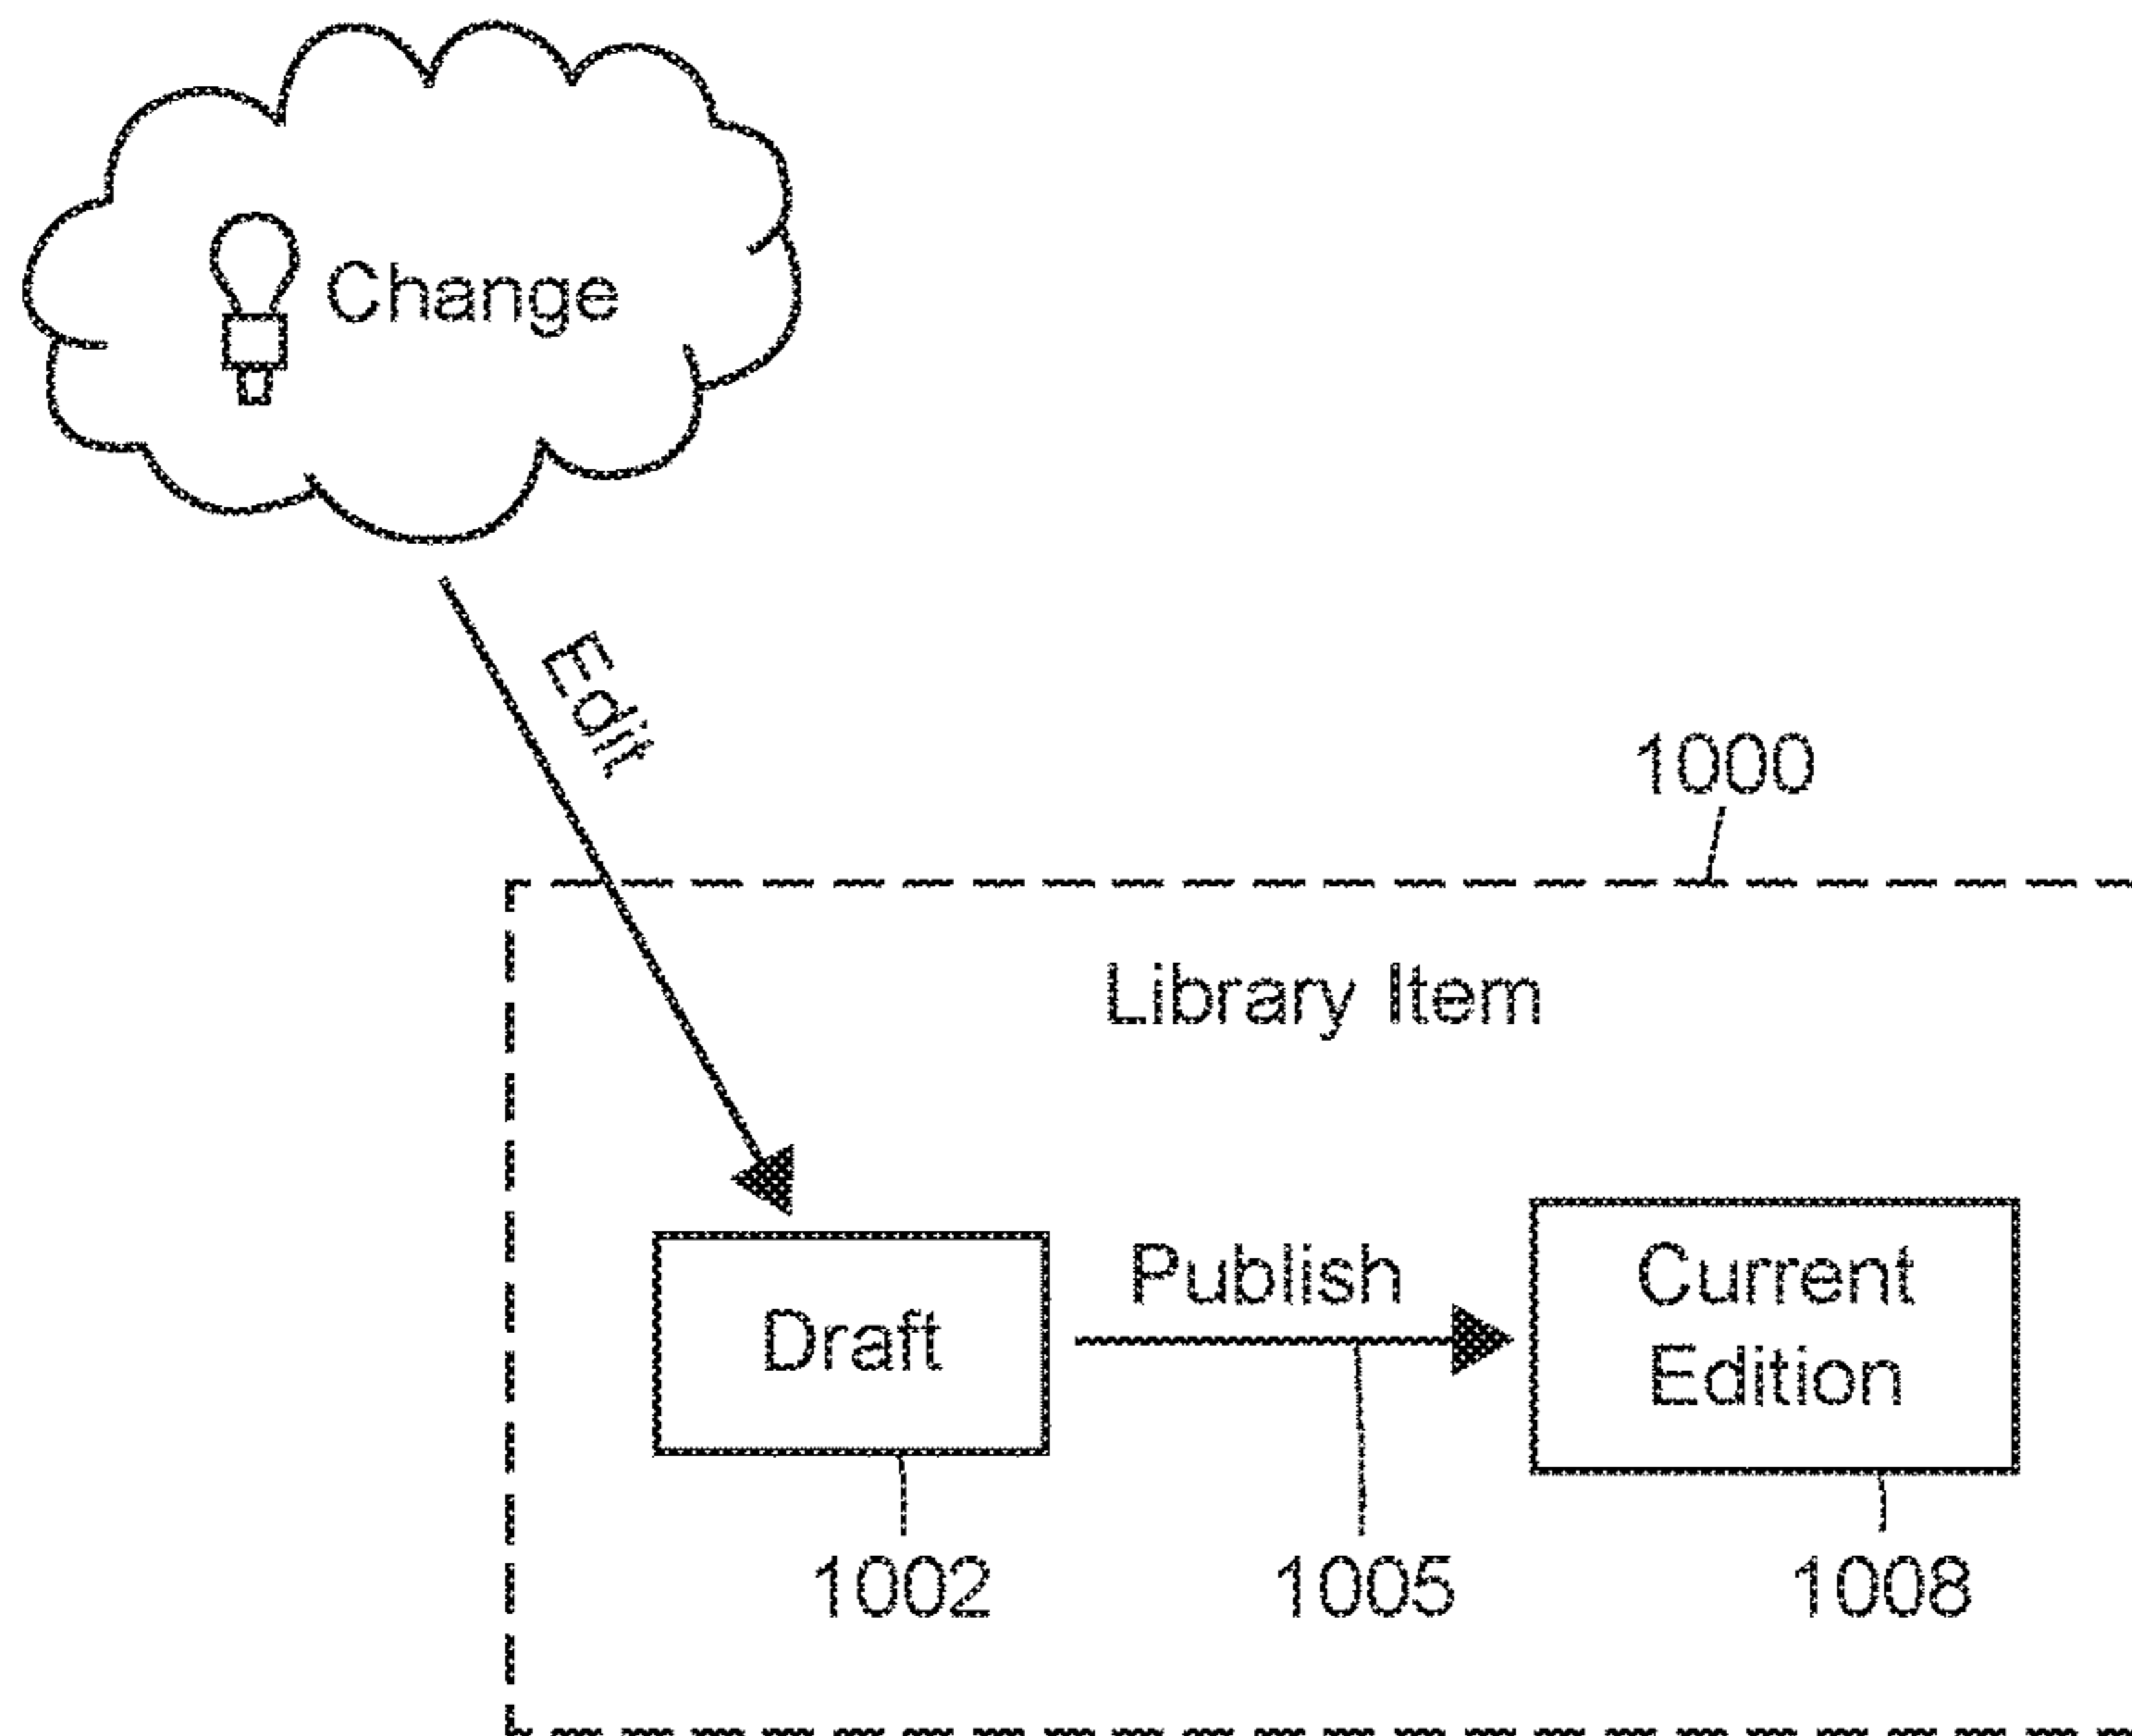 Change
Edit
1000
Library Item
Draft
Publish
Current
Edition
1002
1005
1008